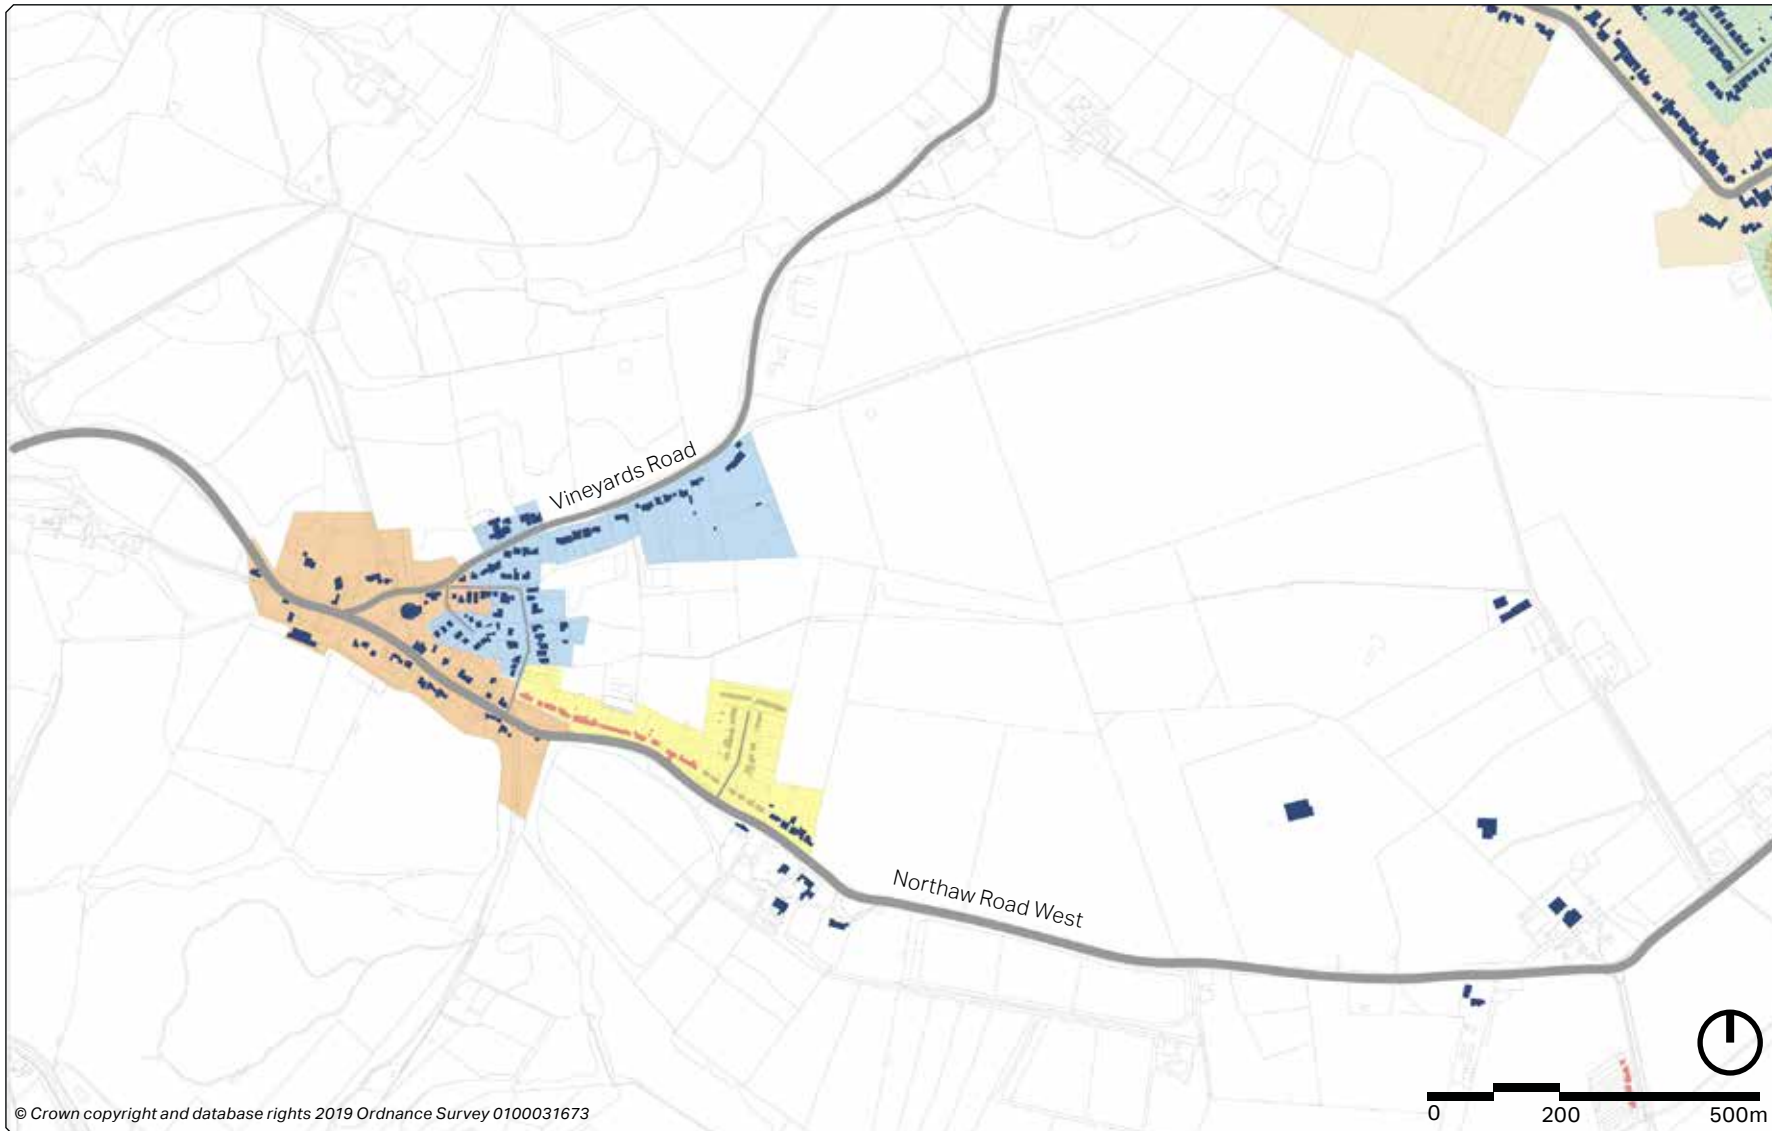 Vineyards Road
Northaw Road West
© Crown copyright and database rights 2019 Ordnance Survey 0100031673
0 200 500m